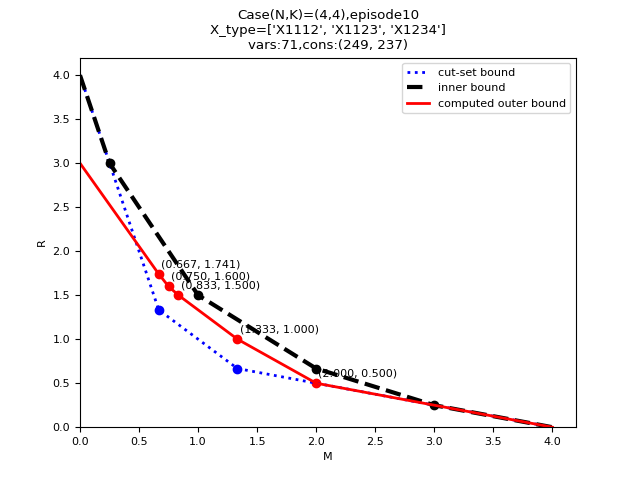 Case(N,K)=(4,4),episode10
X_type=['X1112', 'X1123', 'X1234']
vars:71,cons:(249, 237)
cut-set bound
inner bound
computed outer bound
R
4.0
3.5
3.0
2.5
2.0
1.5
1.0
0.5
0.0
(0.667, 1.741)
(0.750, 1.600)
(0.833, 1.500)
(1.333, 1.000)
(2.000, 0.500)
0.0 0.5 1.0 1.5 2.0 2.5 3.0 3.5 4.0
M